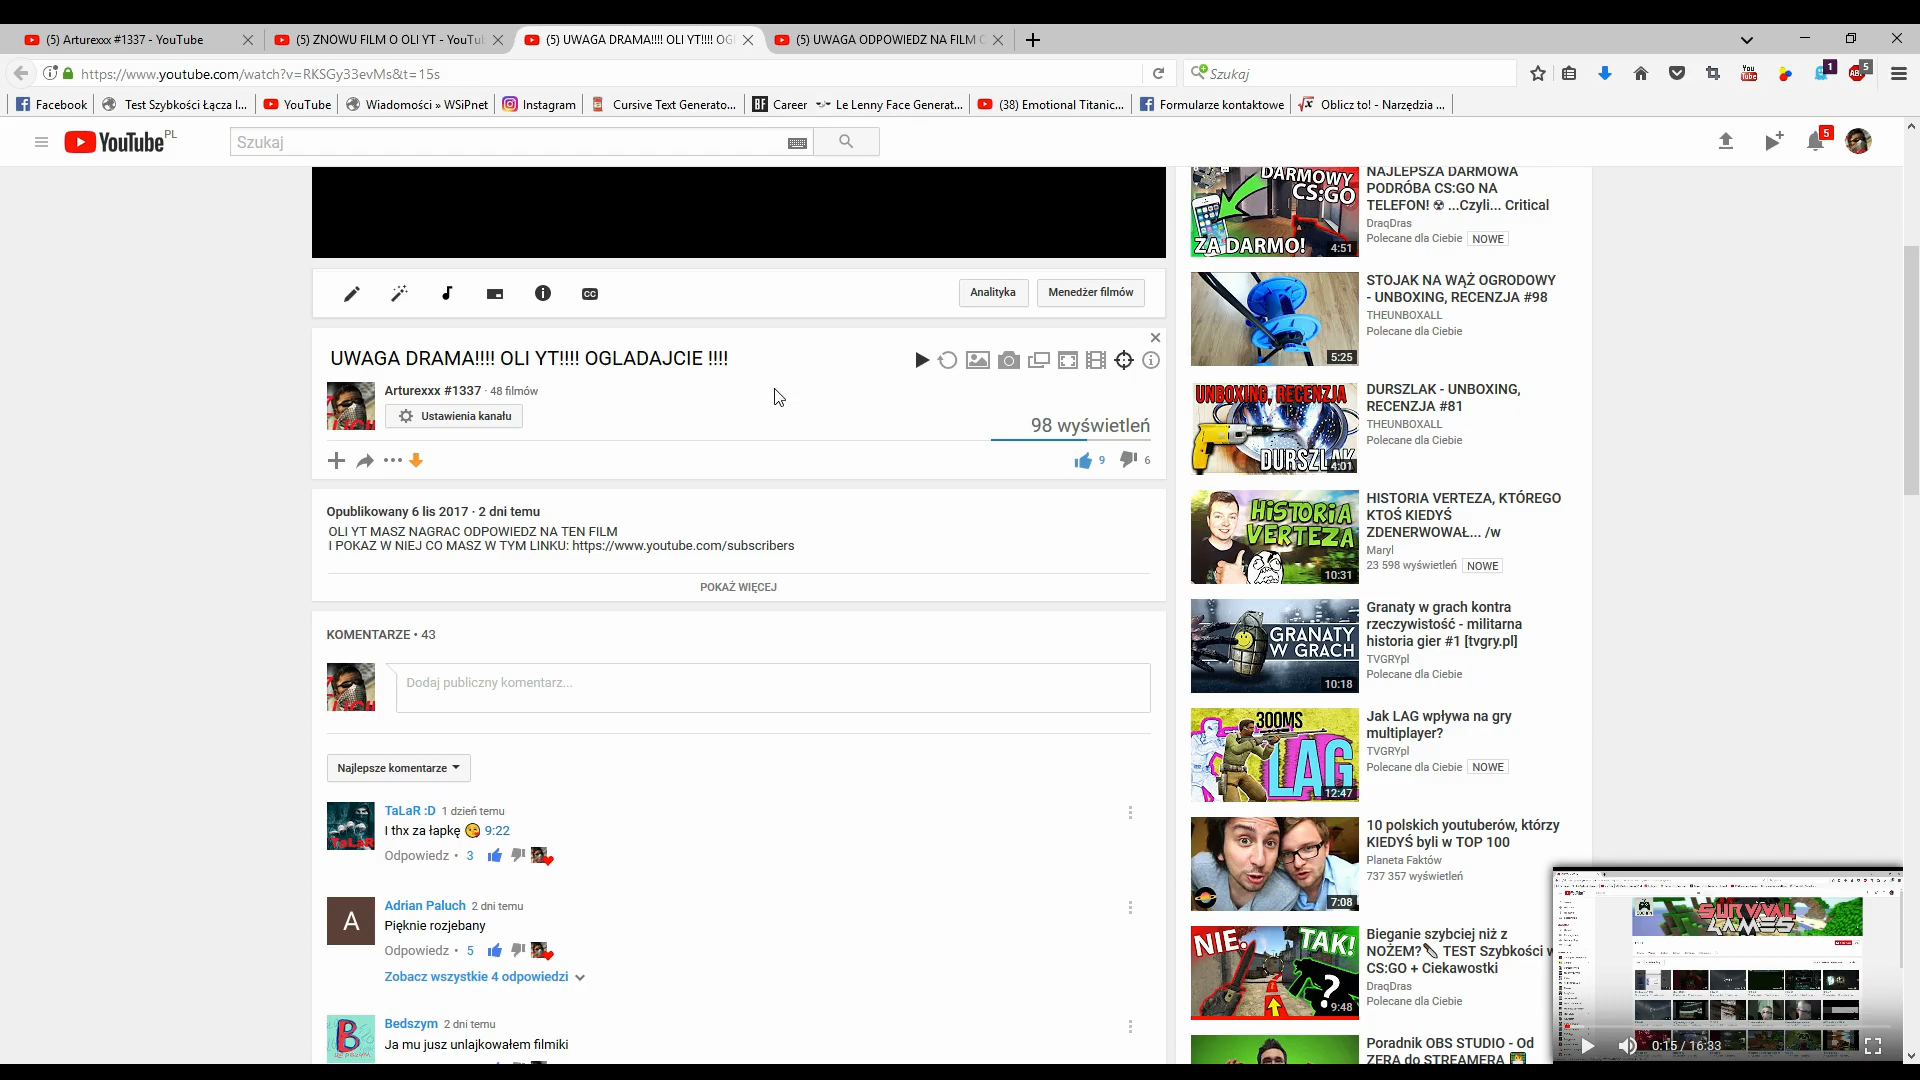 (5) Arturexxx #1337 - YouTube
(5) ZNOWU FILM O OLI YT - YouTu
(5) UWAGA DRAMA!!!! OLI YT!!!! OG
(5) UWAGA ODPOWIEDZ NA FILM
https://www.youtube.com/watch?v=RKSGy33evMs&t=15s
Szukaj
You
Tube
1
ABP
5
Facebook
Test Szybkości Łącza I...
YouTube
Wiadomości » WSiPnet
Instagram
Cursive Text Generato...
BF Career
Le Lenny Face Generat...
(38) Emotional Titanic...
Formularze kontaktowe
Oblicz to! - Narzędzia ...
YouTube PL
Szukaj
5
Analityka
Menedżer filmów
UWAGA DRAMA!!!! OLI YT!!!! OGLADAJCIE !!!!
Arturexxx #1337 · 48 filmów
Ustawienia kanału
98 wyświetleń
9
6
Opublikowany 6 lis 2017 · 2 dni temu
OLI YT MASZ NAGRAC ODPOWIEDZ NA TEN FILM
I POKAZ W NIEJ CO MASZ W TYM LINKU: https://www.youtube.com/subscribers
POKAŻ WIĘCEJ
KOMENTARZE • 43
Dodaj publiczny komentarz...
Najlepsze komentarze
TaLaR :D 1 dzień temu
I thx za łapkę 😘 9:22
Odpowiedz • 3
A
Adrian Paluch 2 dni temu
Pięknie rozjebany
Odpowiedz • 5
Zobacz wszystkie 4 odpowiedzi
Bedszym 2 dni temu
Ja mu jusz unlajkowałem filmiki
DARMOWY
CS:GO
ZA DARMO!
4:51
NAJLEPSZA DARMOWA
PODRÓBA CS:GO NA
TELEFON! ☢ ...Czyli... Critical
DraqDras
Polecane dla Ciebie NOWE
5:25
STOJAK NA WĄŻ OGRODOWY
- UNBOXING, RECENZJA #98
THEUNBOXALL
Polecane dla Ciebie
UNBOXING, RECENZJA
DURSZLAK
4:01
DURSZLAK - UNBOXING,
RECENZJA #81
THEUNBOXALL
Polecane dla Ciebie
HISTORIA
VERTEZA
10:31
HISTORIA VERTEZA, KTÓREGO
KTOŚ KIEDYŚ
ZDENERWOWAŁ... /w
Maryl
23 598 wyświetleń NOWE
GRANATY
W GRACH
10:18
Granaty w grach kontra
rzeczywistość - militarna
historia gier #1 [tvgry.pl]
TVGRYpl
Polecane dla Ciebie
300MS
LAG
12:47
Jak LAG wpływa na gry
multiplayer?
TVGRYpl
Polecane dla Ciebie NOWE
7:08
10 polskich youtuberów, którzy
KIEDYŚ byli w TOP 100
Planeta Faktów
737 357 wyświetleń
NIE.
TAK!
?
9:48
Bieganie szybciej niż z
NOŻEM?🔪 TEST Szybkości w
CS:GO + Ciekawostki
DraqDras
Polecane dla Ciebie
Poradnik OBS STUDIO - Od
ZERA do STREAMERA
SURVIVAL
GAMES
0:15 / 16:33